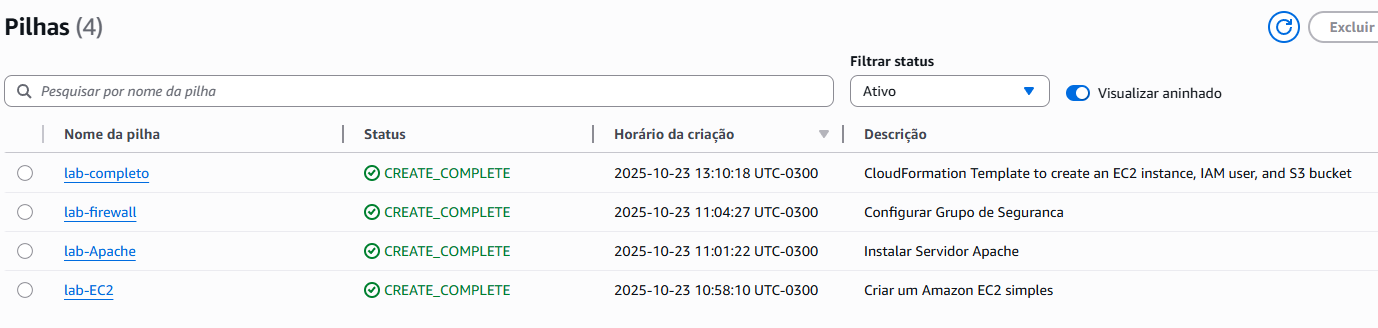 Pilhas (4)
Excluir
Filtrar status
Pesquisar por nome da pilha
Ativo
Visualizar aninhado
Nome da pilha Status Horário da criação Descrição
lab-completo CREATE_COMPLETE 2025-10-23 13:10:18 UTC-0300 CloudFormation Template to create an EC2 instance, IAM user, and S3 bucket
lab-firewall CREATE_COMPLETE 2025-10-23 11:04:27 UTC-0300 Configurar Grupo de Seguranca
lab-Apache CREATE_COMPLETE 2025-10-23 11:01:22 UTC-0300 Instalar Servidor Apache
lab-EC2 CREATE_COMPLETE 2025-10-23 10:58:10 UTC-0300 Criar um Amazon EC2 simples